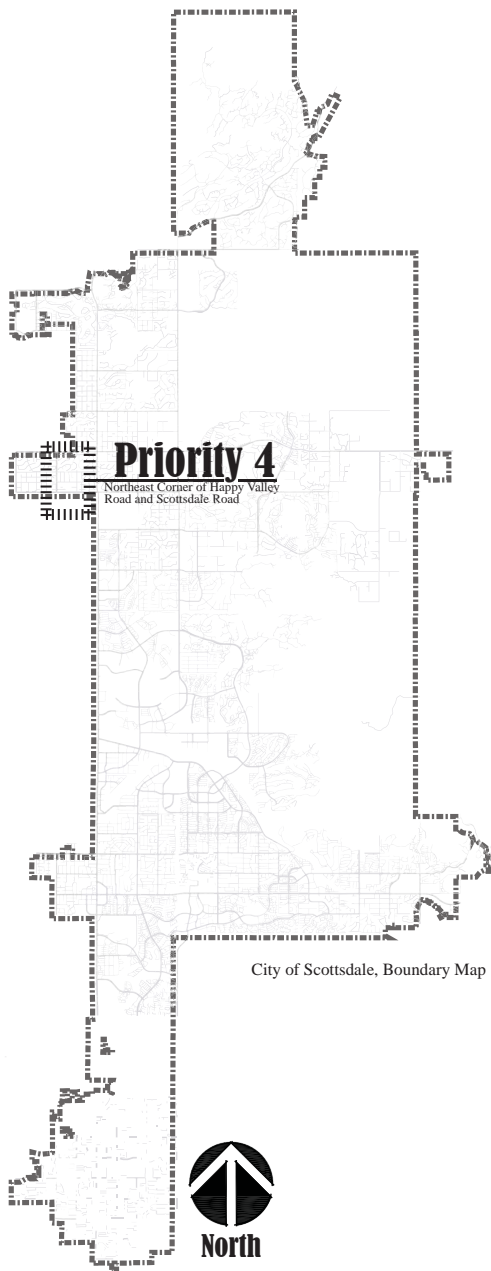 Priority 4
Northeast Corner of Happy Valley
Road and Scottsdale Road
City of Scottsdale, Boundary Map
North